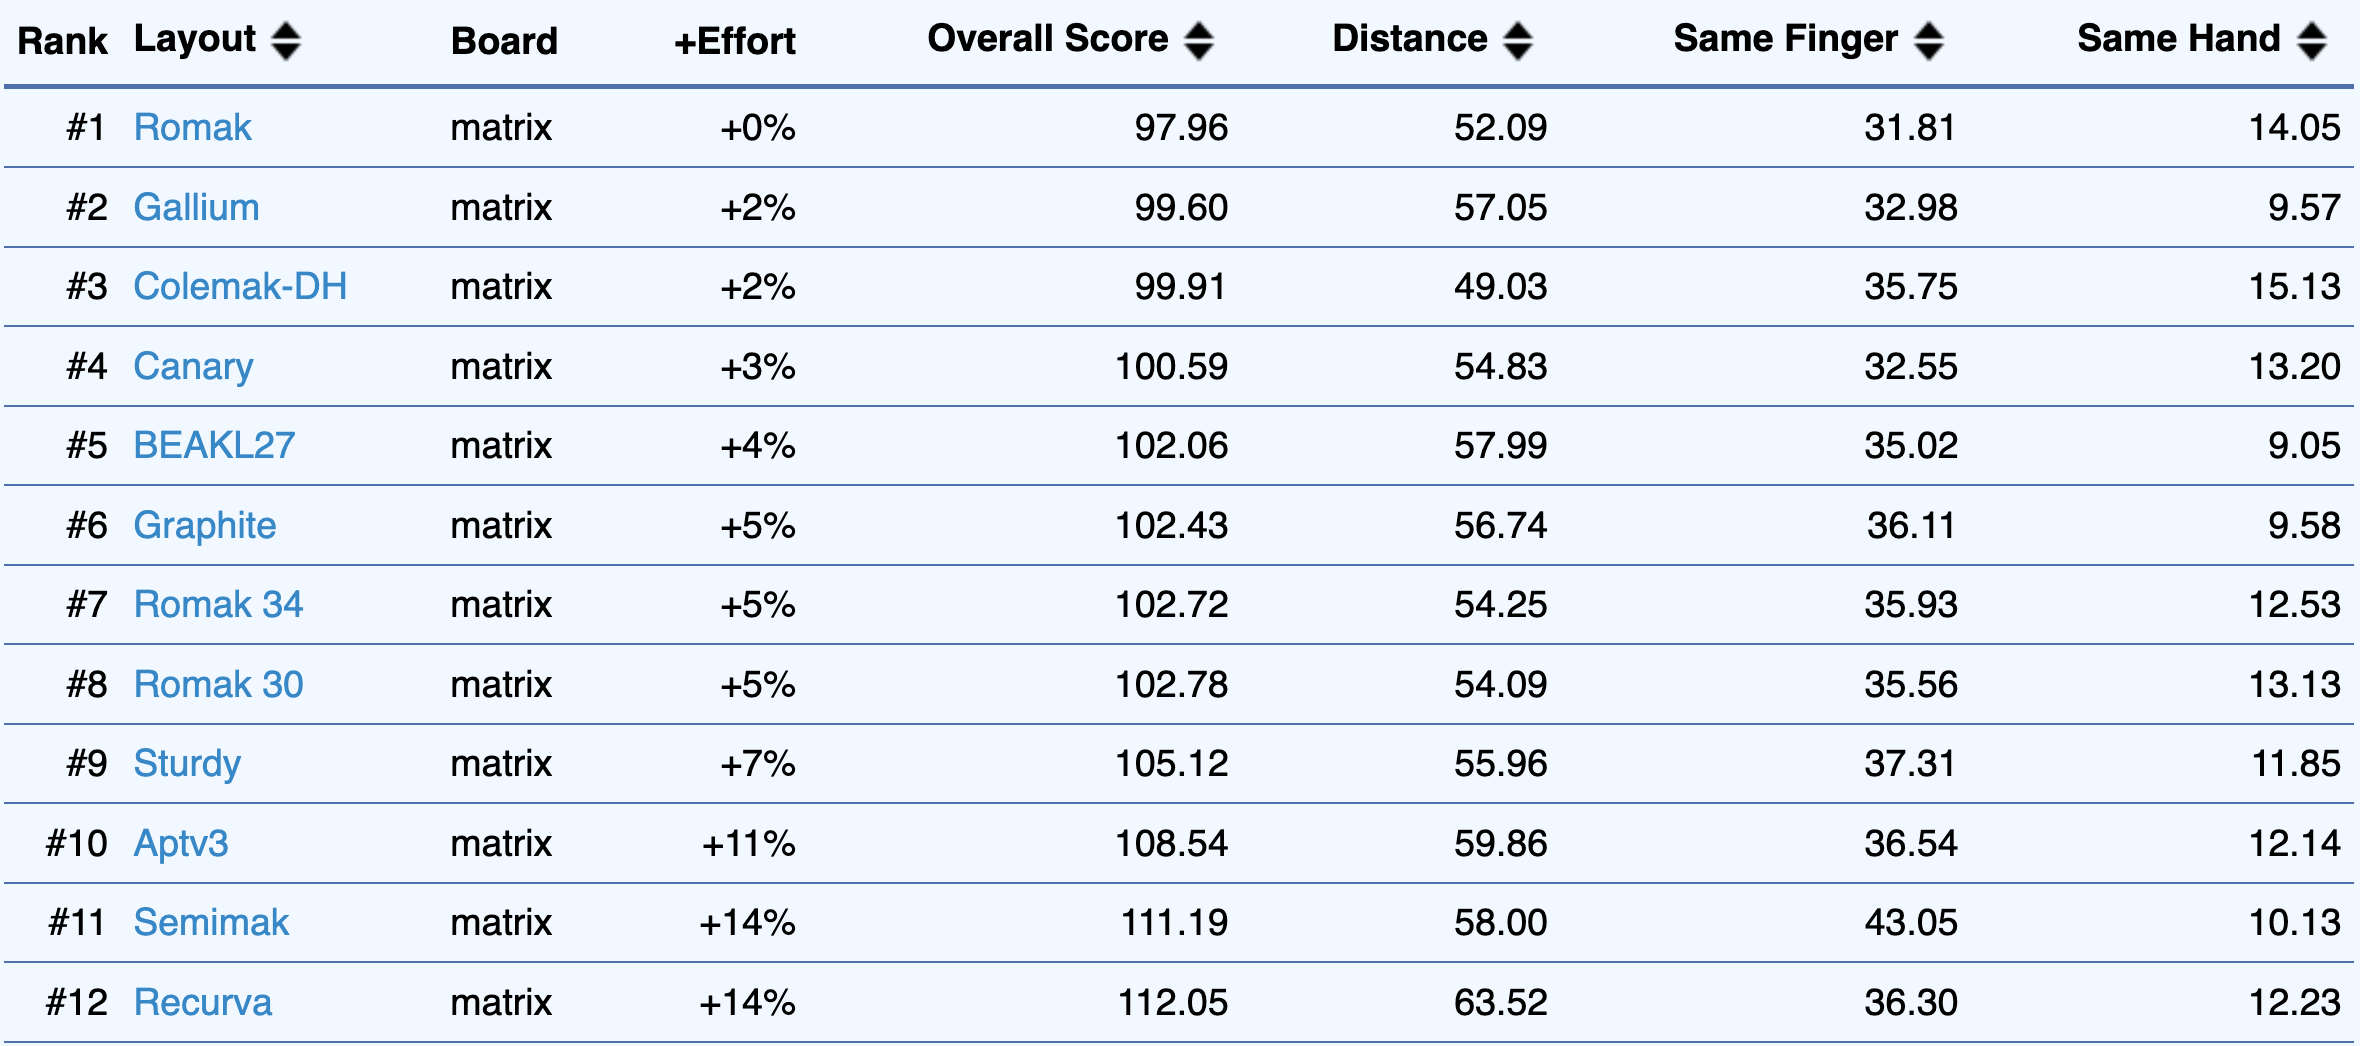 Rank Layout Board +Effort Overall Score Distance Same Finger Same Hand
#1 Romak matrix +0% 97.96 52.09 31.81 14.05
#2 Gallium matrix +2% 99.60 57.05 32.98 9.57
#3 Colemak-DH matrix +2% 99.91 49.03 35.75 15.13
#4 Canary matrix +3% 100.59 54.83 32.55 13.20
#5 BEAKL27 matrix +4% 102.06 57.99 35.02 9.05
#6 Graphite matrix +5% 102.43 56.74 36.11 9.58
#7 Romak 34 matrix +5% 102.72 54.25 35.93 12.53
#8 Romak 30 matrix +5% 102.78 54.09 35.56 13.13
#9 Sturdy matrix +7% 105.12 55.96 37.31 11.85
#10 Aptv3 matrix +11% 108.54 59.86 36.54 12.14
#11 Semimak matrix +14% 111.19 58.00 43.05 10.13
#12 Recurva matrix +14% 112.05 63.52 36.30 12.23